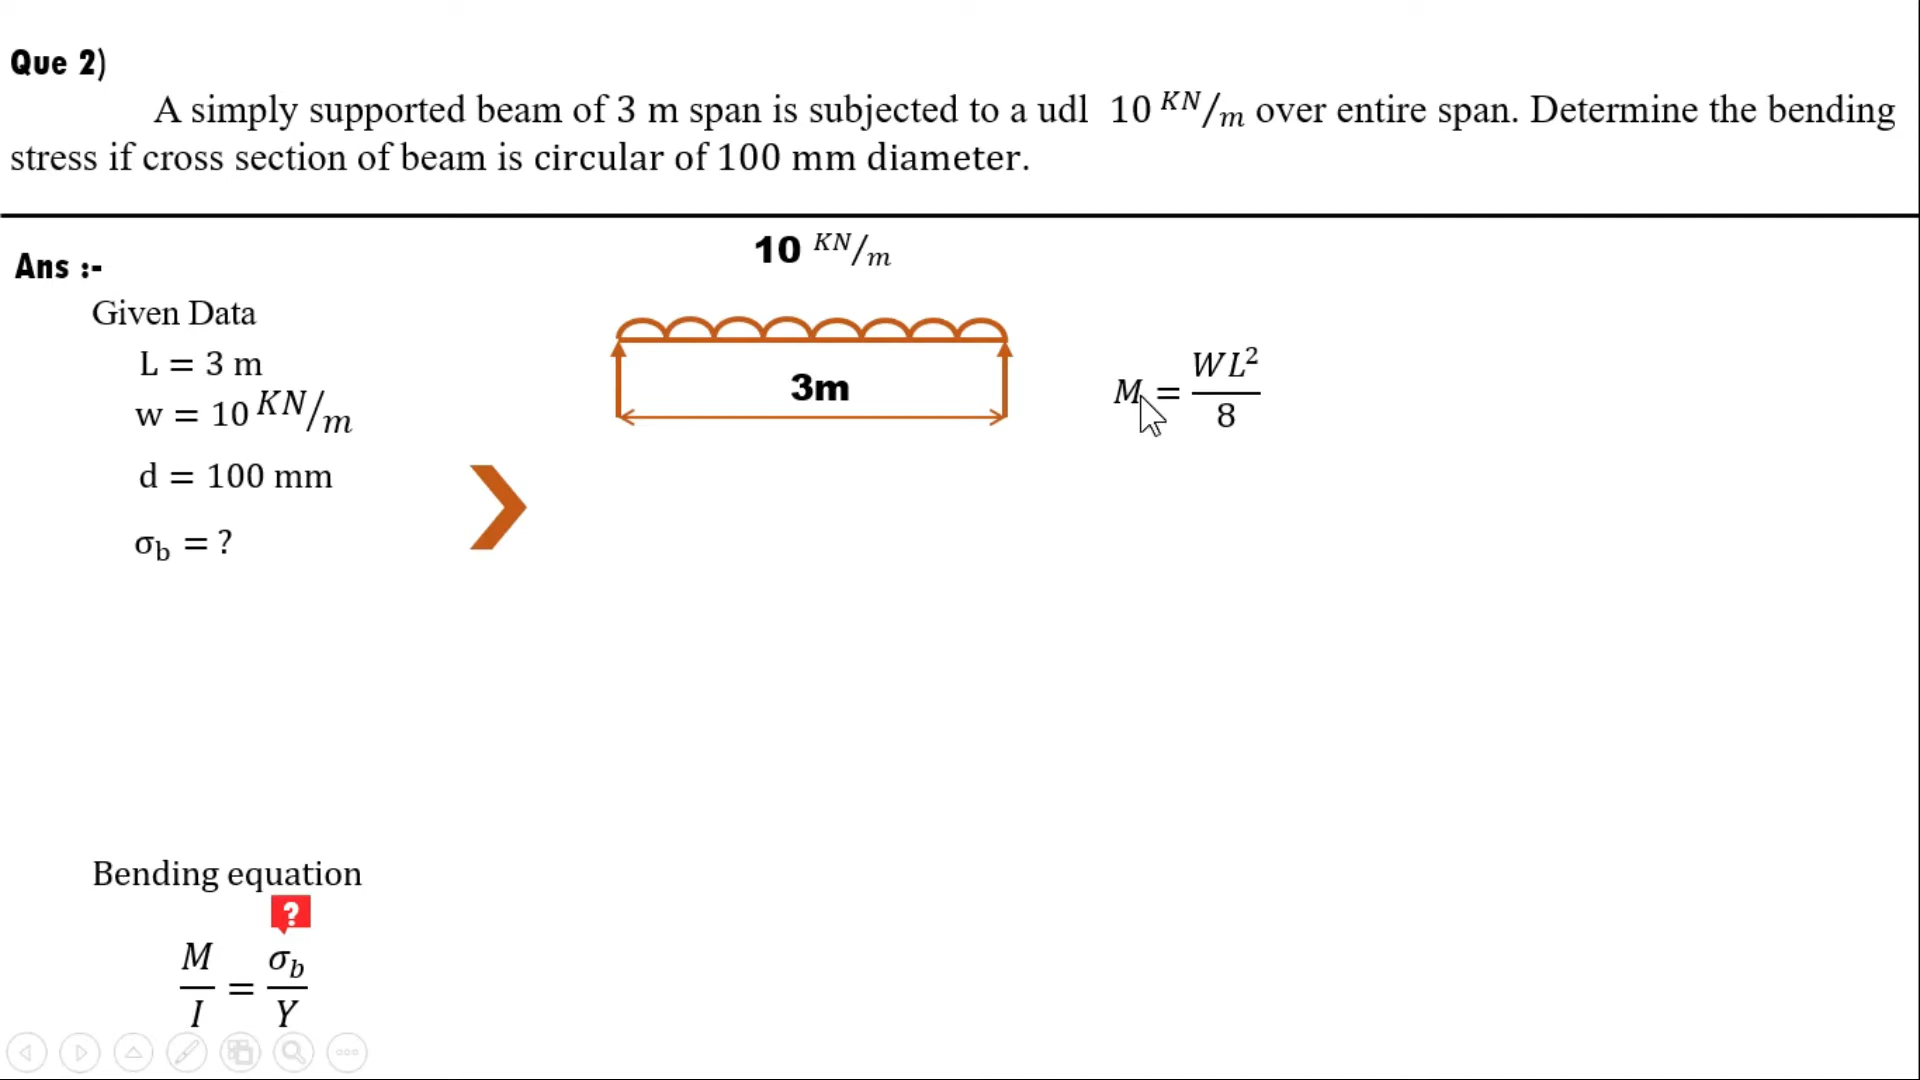 Que 2)
A simply supported beam of 3 m span is subjected to a udl 10 KN/m over entire span. Determine the bending
stress if cross section of beam is circular of 100 mm diameter.
Ans :-
Given Data
L = 3 m
w = 10 KN/m
d = 100 mm
σb = ?
10 KN/m
3m
M = WL²/8
Bending equation
?
M/I = σb/Y